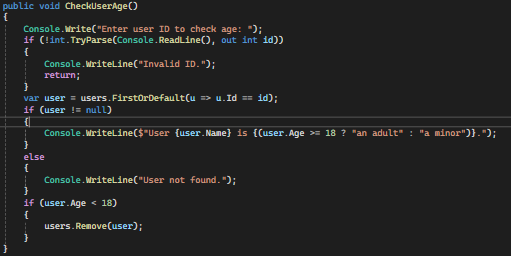 public void CheckUserAge()
{
    Console.Write("Enter user ID to check age: ");
    if (!int.TryParse(Console.ReadLine(), out int id))
    {
        Console.WriteLine("Invalid ID.");
        return;
    }
    var user = users.FirstOrDefault(u => u.Id == id);
    if (user != null)
    {
        Console.WriteLine($"User {user.Name} is {(user.Age >= 18 ? "an adult" : "a minor")}.");
    }
    else
    {
        Console.WriteLine("User not found.");
    }
    if (user.Age < 18)
    {
        users.Remove(user);
    }
}